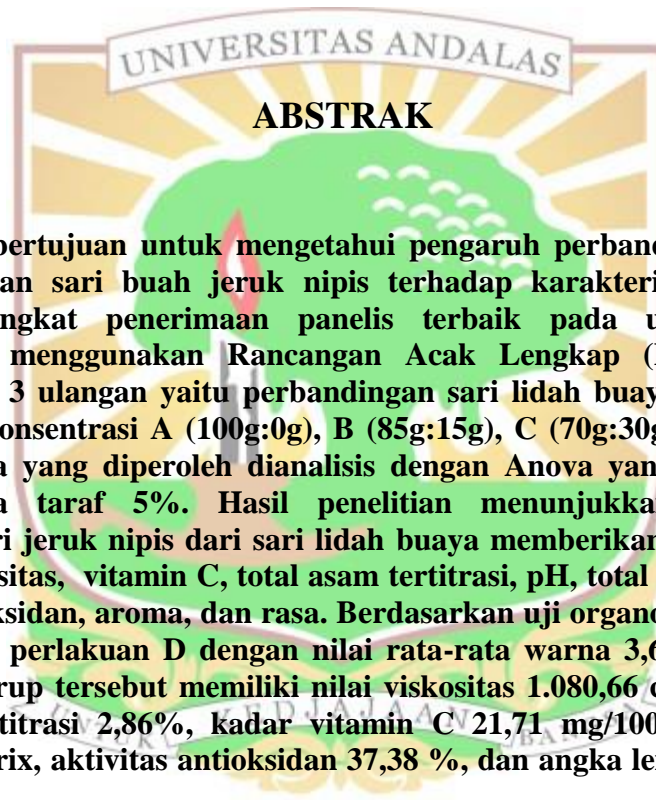 UNIVERSITAS ANDALAS
ABSTRAK
bertujuan untuk mengetahui pengaruh perband
an sari buah jeruk nipis terhadap karakteri
ngkat penerimaan panelis terbaik pada u
menggunakan Rancangan Acak Lengkap (
3 ulangan yaitu perbandingan sari lidah buay
onsentrasi A (100g:0g), B (85g:15g), C (70g:30g
a yang diperoleh dianalisis dengan Anova yan
a taraf 5%. Hasil penelitian menunjukka
ri jeruk nipis dari sari lidah buaya memberikan
sitas, vitamin C, total asam tertitrasi, pH, total
ksidan, aroma, dan rasa. Berdasarkan uji organo
perlakuan D dengan nilai rata-rata warna 3,6
rup tersebut memiliki nilai viskositas 1.080,66
titrasi 2,86%, kadar vitamin C 21,71 mg/100
rix, aktivitas antioksidan 37,38 %, dan angka le
UNTUK KEDJAJAAN BA